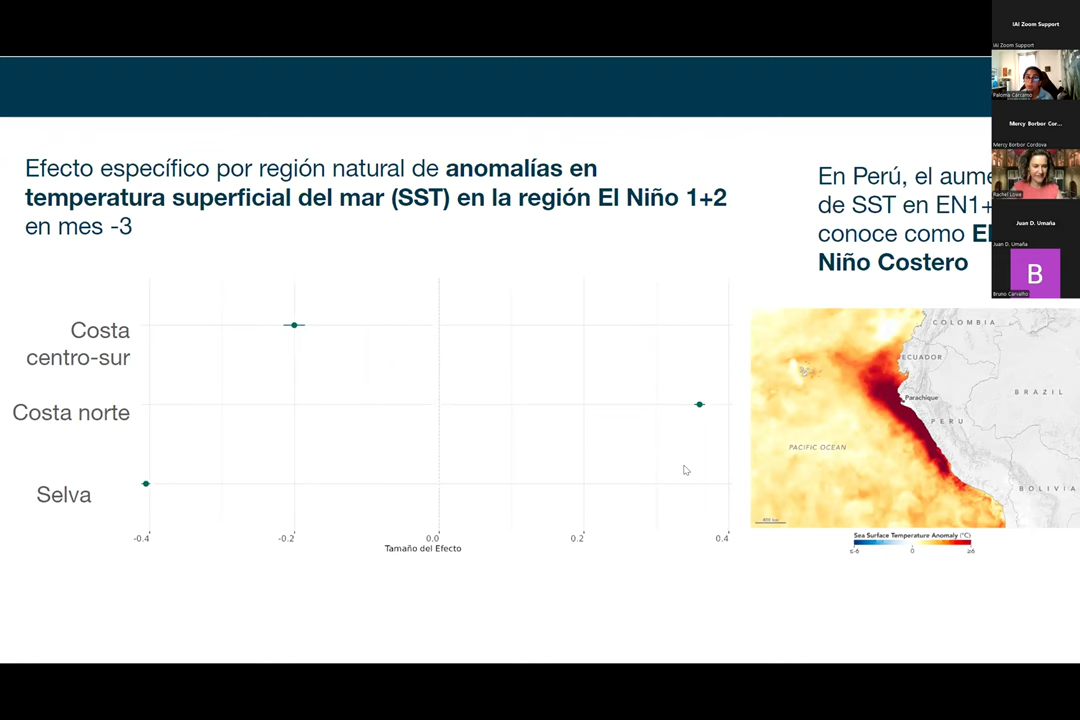 Efecto específico por región natural de anomalías en
temperatura superficial del mar (SST) en la región El Niño 1+2
en mes -3
En Perú, el aume
de SST en EN1+
conoce como El
Niño Costero
Costa
centro-sur
Costa norte
Selva
-0.4
-0.2
0.0
0.2
0.4
Tamaño del Efecto
COLOMBIA
ECUADOR
Parachique
BRAZIL
PERU
PACIFIC OCEAN
BOLIVIA
Sea Surface Temperature Anomaly (°C)
≤-6
0
≥6
IAI Zoom Support
IAI Zoom Support
Paloma Carcamo
Mercy Borbor Cor...
Mercy Borbor Cordova
Rachel Lowe
Juan D. Umaña
Juan D. Umaña
B
Bruno Carvalho